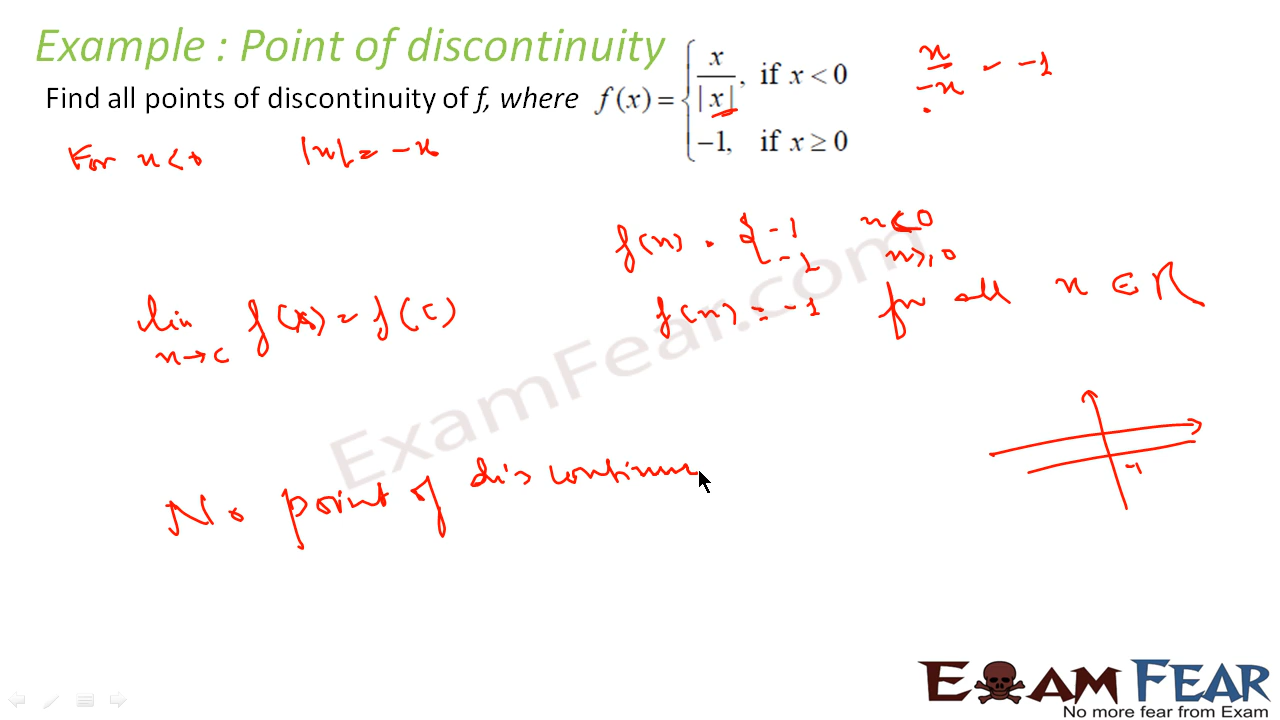 Example : Point of discontinuity
Find all points of discontinuity of f, where f(x) = { x/|x|, if x < 0
−1, if x ≥ 0
x/-x = -1
For x<0 |x| = -x
f(x) = { -1 x<0
-1 x≥0
lim x→c f(x) = f(c)
f(x) = -1 for all x ∈ R
-1
No point of discontinu
ExamFear.com
EXAM FEAR
No more fear from Exam